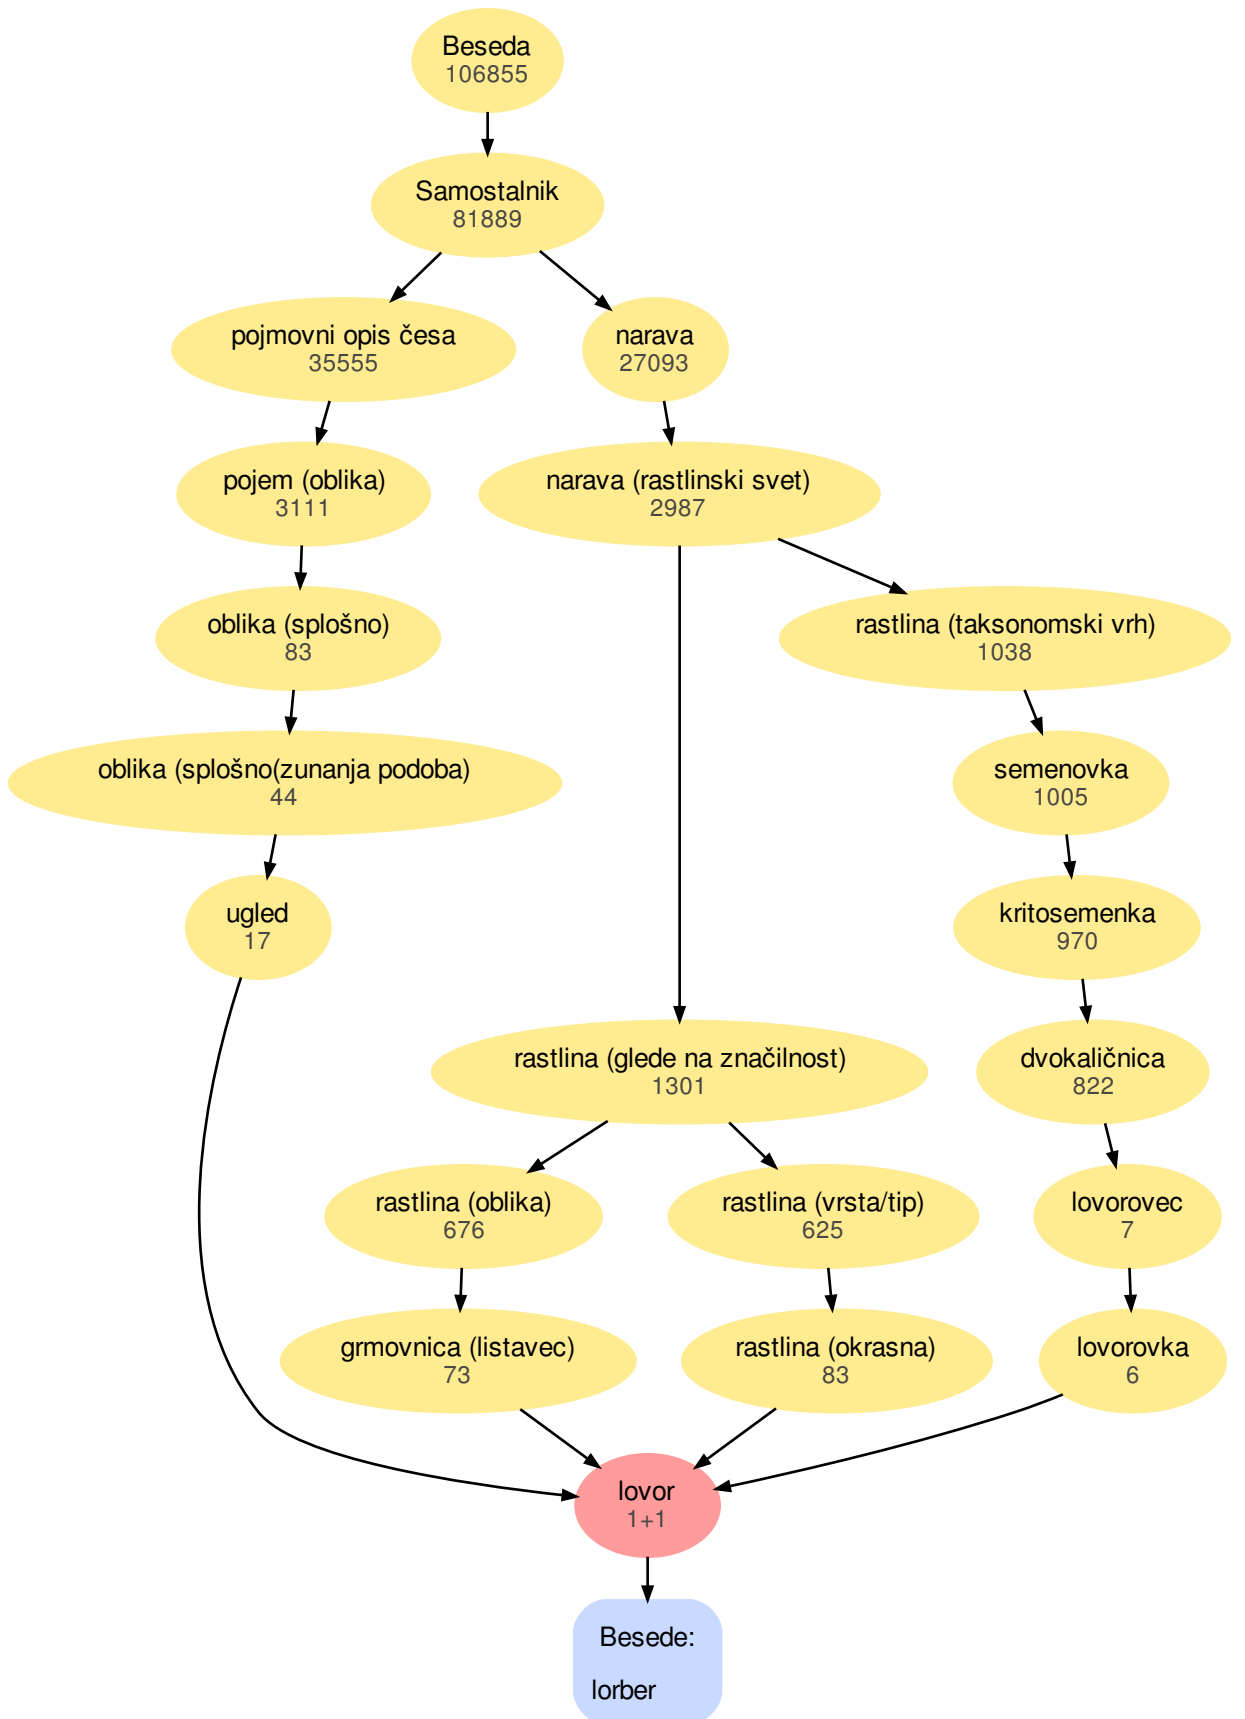 Beseda
106855
Samostalnik
81889
pojmovni opis česa
35555
narava
27093
pojem (oblika)
3111
narava (rastlinski svet)
2987
oblika (splošno)
83
rastlina (taksonomski vrh)
1038
oblika (splošno(zunanja podoba)
44
semenovka
1005
ugled
17
kritosemenka
970
rastlina (glede na značilnost)
1301
dvokaličnica
822
rastlina (oblika)
676
rastlina (vrsta/tip)
625
lovorovec
7
grmovnica (listavec)
73
rastlina (okrasna)
83
lovorovka
6
lovor
1+1
Besede:
lorber